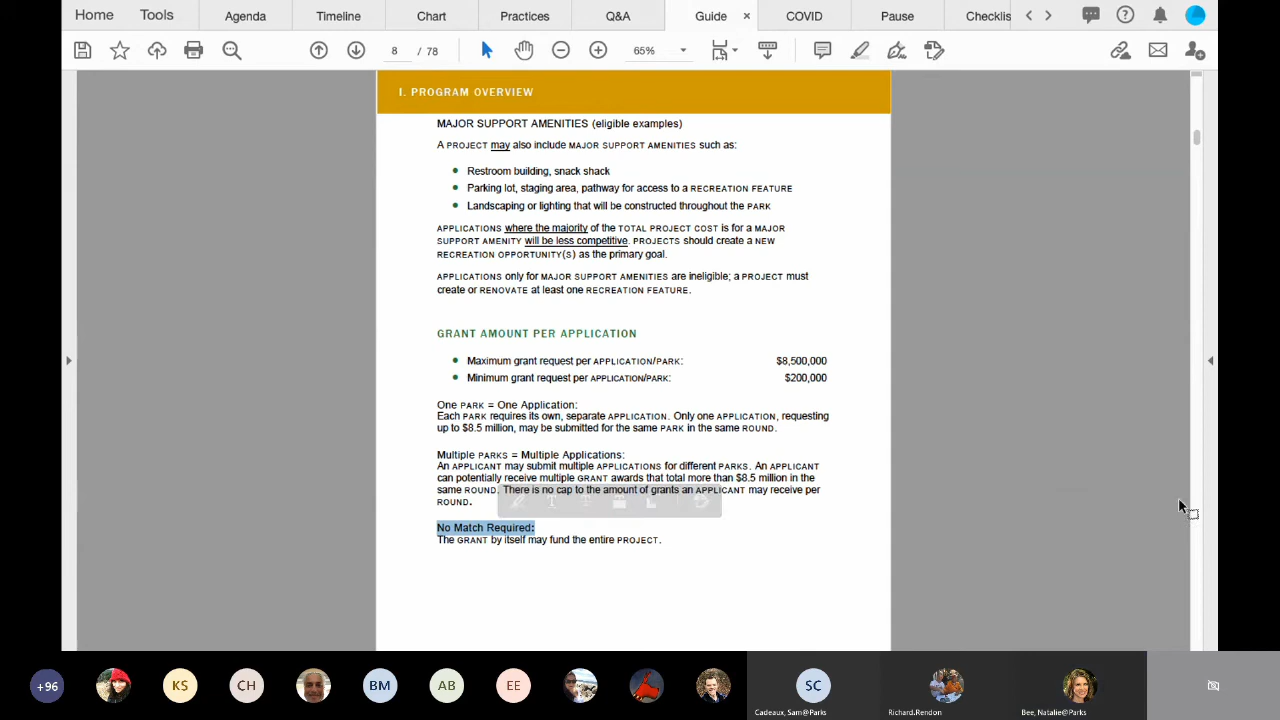 Home Tools Agenda Timeline Chart Practices Q&A Guide × COVID Pause Checklis
8 / 78 65%
I. PROGRAM OVERVIEW
MAJOR SUPPORT AMENITIES (eligible examples)
A PROJECT may also include MAJOR SUPPORT AMENITIES such as:
• Restroom building, snack shack
• Parking lot, staging area, pathway for access to a RECREATION FEATURE
• Landscaping or lighting that will be constructed throughout the PARK
APPLICATIONS where the majority of the TOTAL PROJECT COST is for a MAJOR
SUPPORT AMENITY will be less competitive. PROJECTS should create a NEW
RECREATION OPPORTUNITY(S) as the primary goal.
APPLICATIONS only for MAJOR SUPPORT AMENITIES are ineligible; a PROJECT must
create or RENOVATE at least one RECREATION FEATURE.
GRANT AMOUNT PER APPLICATION
• Maximum grant request per APPLICATION/PARK: $8,500,000
• Minimum grant request per APPLICATION/PARK: $200,000
One PARK = One Application:
Each PARK requires its own, separate APPLICATION. Only one APPLICATION, requesting
up to $8.5 million, may be submitted for the same PARK in the same ROUND.
Multiple PARKS = Multiple Applications:
An APPLICANT may submit multiple APPLICATIONS for different PARKS. An APPLICANT
can potentially receive multiple GRANT awards that total more than $8.5 million in the
same ROUND. There is no cap to the amount of grants an APPLICANT may receive per
ROUND.
No Match Required:
The GRANT by itself may fund the entire PROJECT.
+96 KS CH BM AB EE SC
Cadeaux, Sam@Parks Richard.Rendon Bee, Natalie@Parks